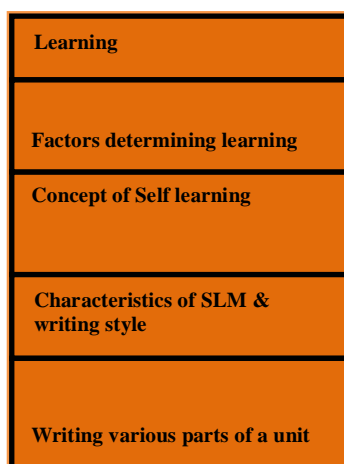 Learning
Factors determining learning
Concept of Self learning
Characteristics of SLM &
writing style
Writing various parts of a unit